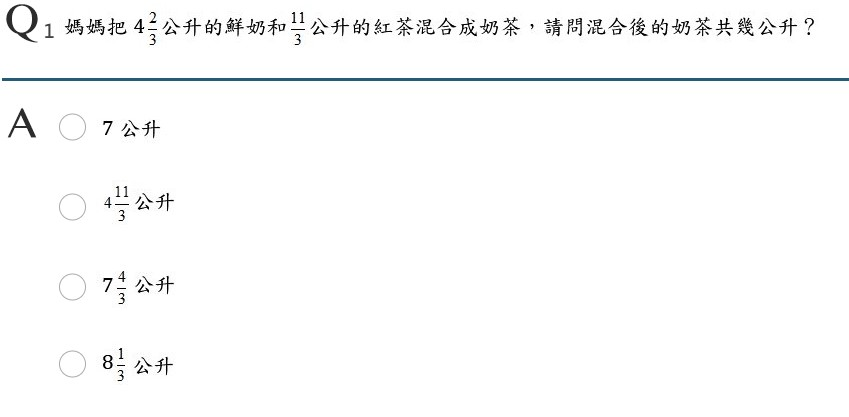 Q1 媽媽把 4 2/3 公升的鮮奶和 11/3 公升的紅茶混合成奶茶，請問混合後的奶茶共幾公升？
A 7 公升
4 11/3 公升
7 4/3 公升
8 1/3 公升